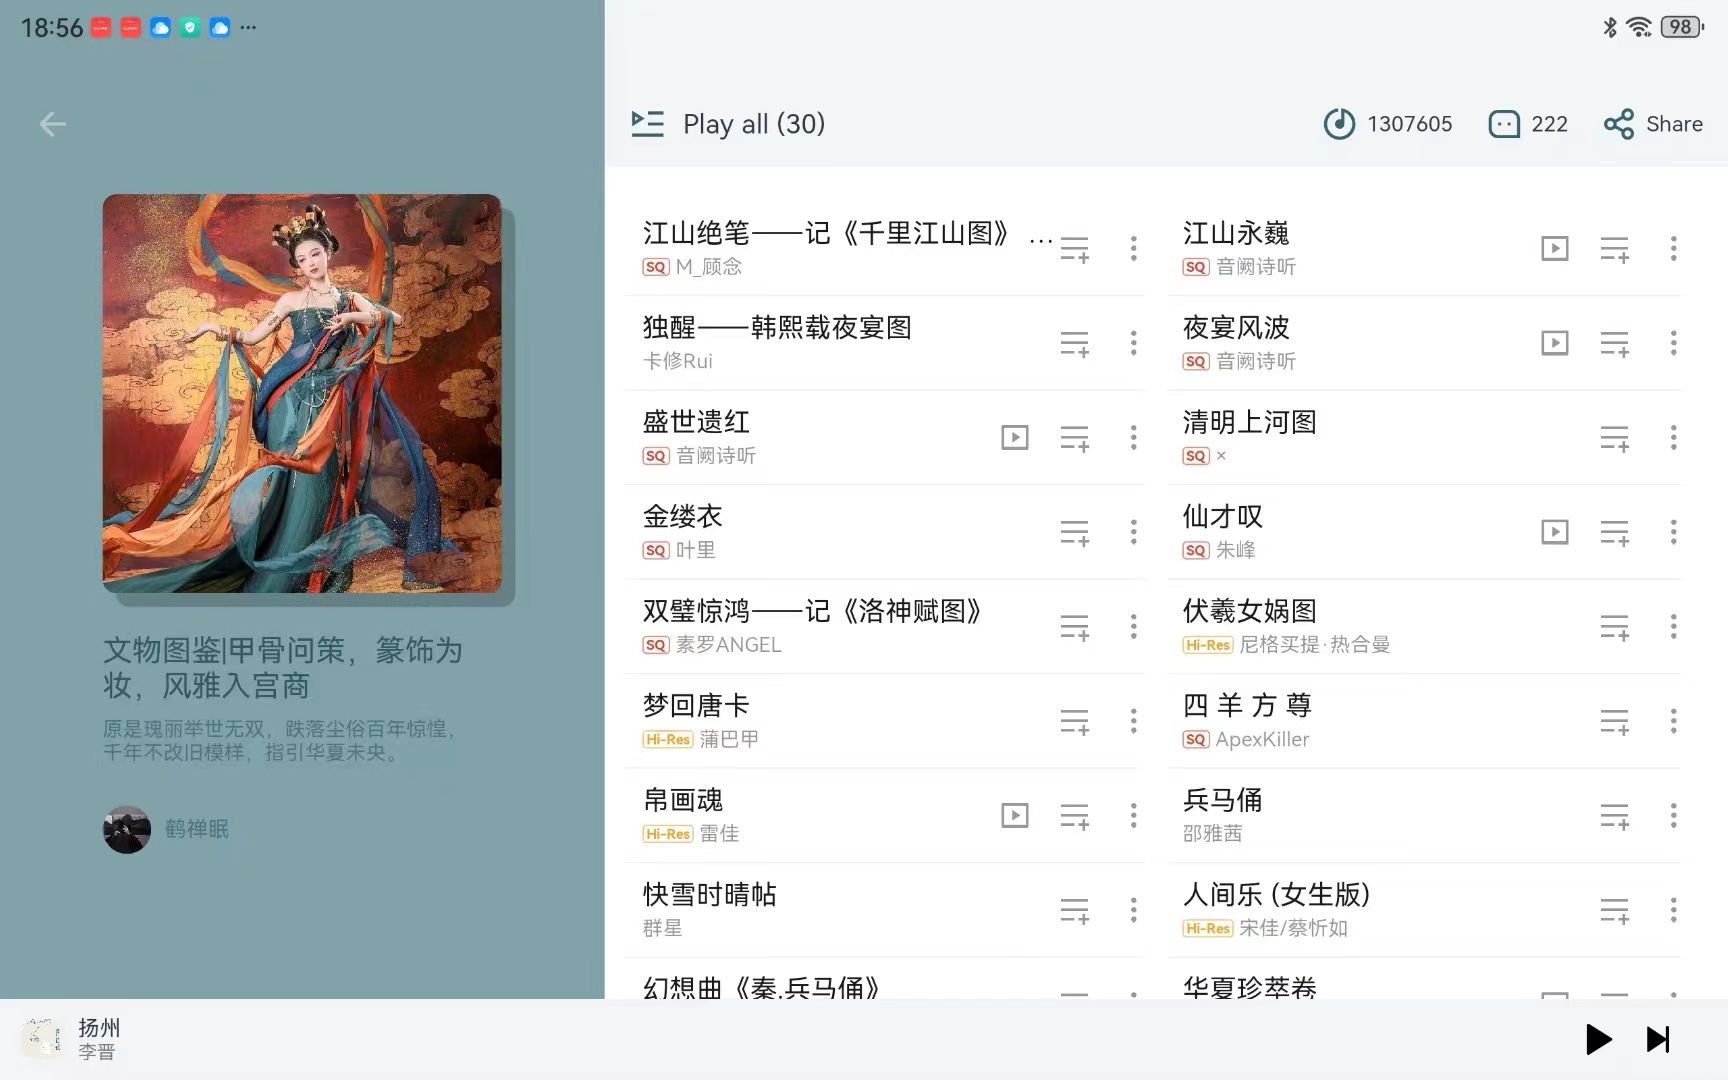 18:56
98
Play all (30)
1307605
222
Share
江山绝笔——记《千里江山图》 ...
SQ M_顾念
江山永巍
SQ 音阙诗听
独醒——韩熙载夜宴图
卡修Rui
夜宴风波
SQ 音阙诗听
盛世遗红
SQ 音阙诗听
清明上河图
SQ ×
金缕衣
SQ 叶里
仙才叹
SQ 朱峰
双璧惊鸿——记《洛神赋图》
SQ 素罗ANGEL
伏羲女娲图
Hi-Res 尼格买提·热合曼
梦回唐卡
Hi-Res 蒲巴甲
四 羊 方 尊
SQ ApexKiller
帛画魂
Hi-Res 雷佳
兵马俑
邵雅茜
快雪时晴帖
群星
人间乐 (女生版)
Hi-Res 宋佳/蔡忻如
幻想曲《秦.兵马俑》
华夏珍萃卷
文物图鉴|甲骨问策，篆饰为
妆，风雅入宫商
原是瑰丽举世无双，跌落尘俗百年惊惶，
千年不改旧模样，指引华夏未央。
鹤禅眠
扬州
李晋